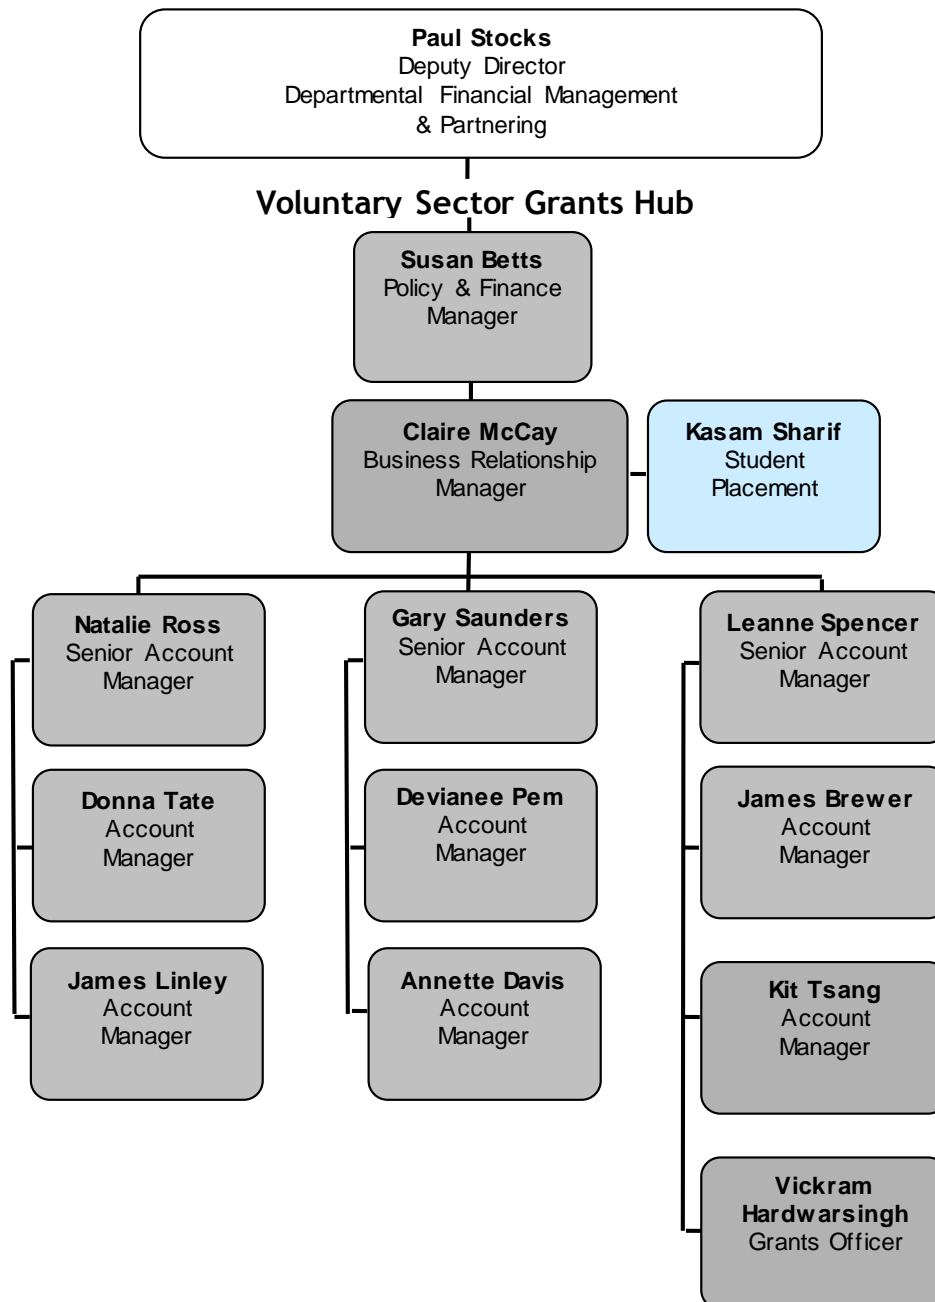 Paul Stocks
Deputy Director
Departmental Financial Management
& Partnering
Voluntary Sector Grants Hub
Susan Betts
Policy & Finance
Manager
Claire McCay
Business Relationship
Manager
Kasam Sharif
Student
Placement
Natalie Ross
Senior Account
Manager
Gary Saunders
Senior Account
Manager
Leanne Spencer
Senior Account
Manager
Donna Tate
Account
Manager
Devianee Pem
Account
Manager
James Brewer
Account
Manager
James Linley
Account
Manager
Annette Davis
Account
Manager
Kit Tsang
Account
Manager
Vickram
Hardwarsingh
Grants Officer